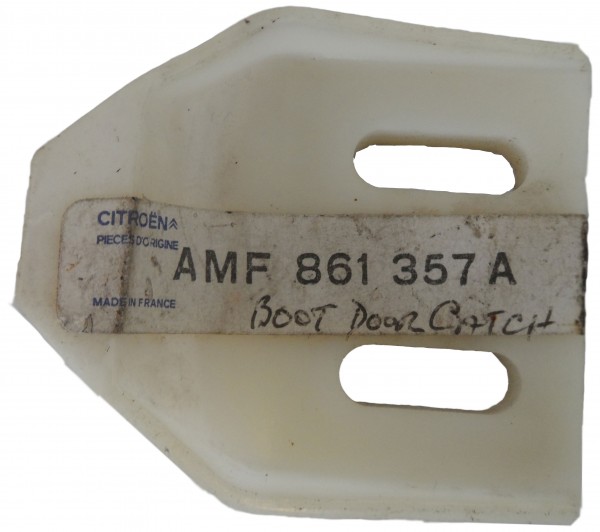 CITROËN
PIECES D'ORIGINE
AMF 861 357 A
MADE IN FRANCE
BOOT DOOR CATCH